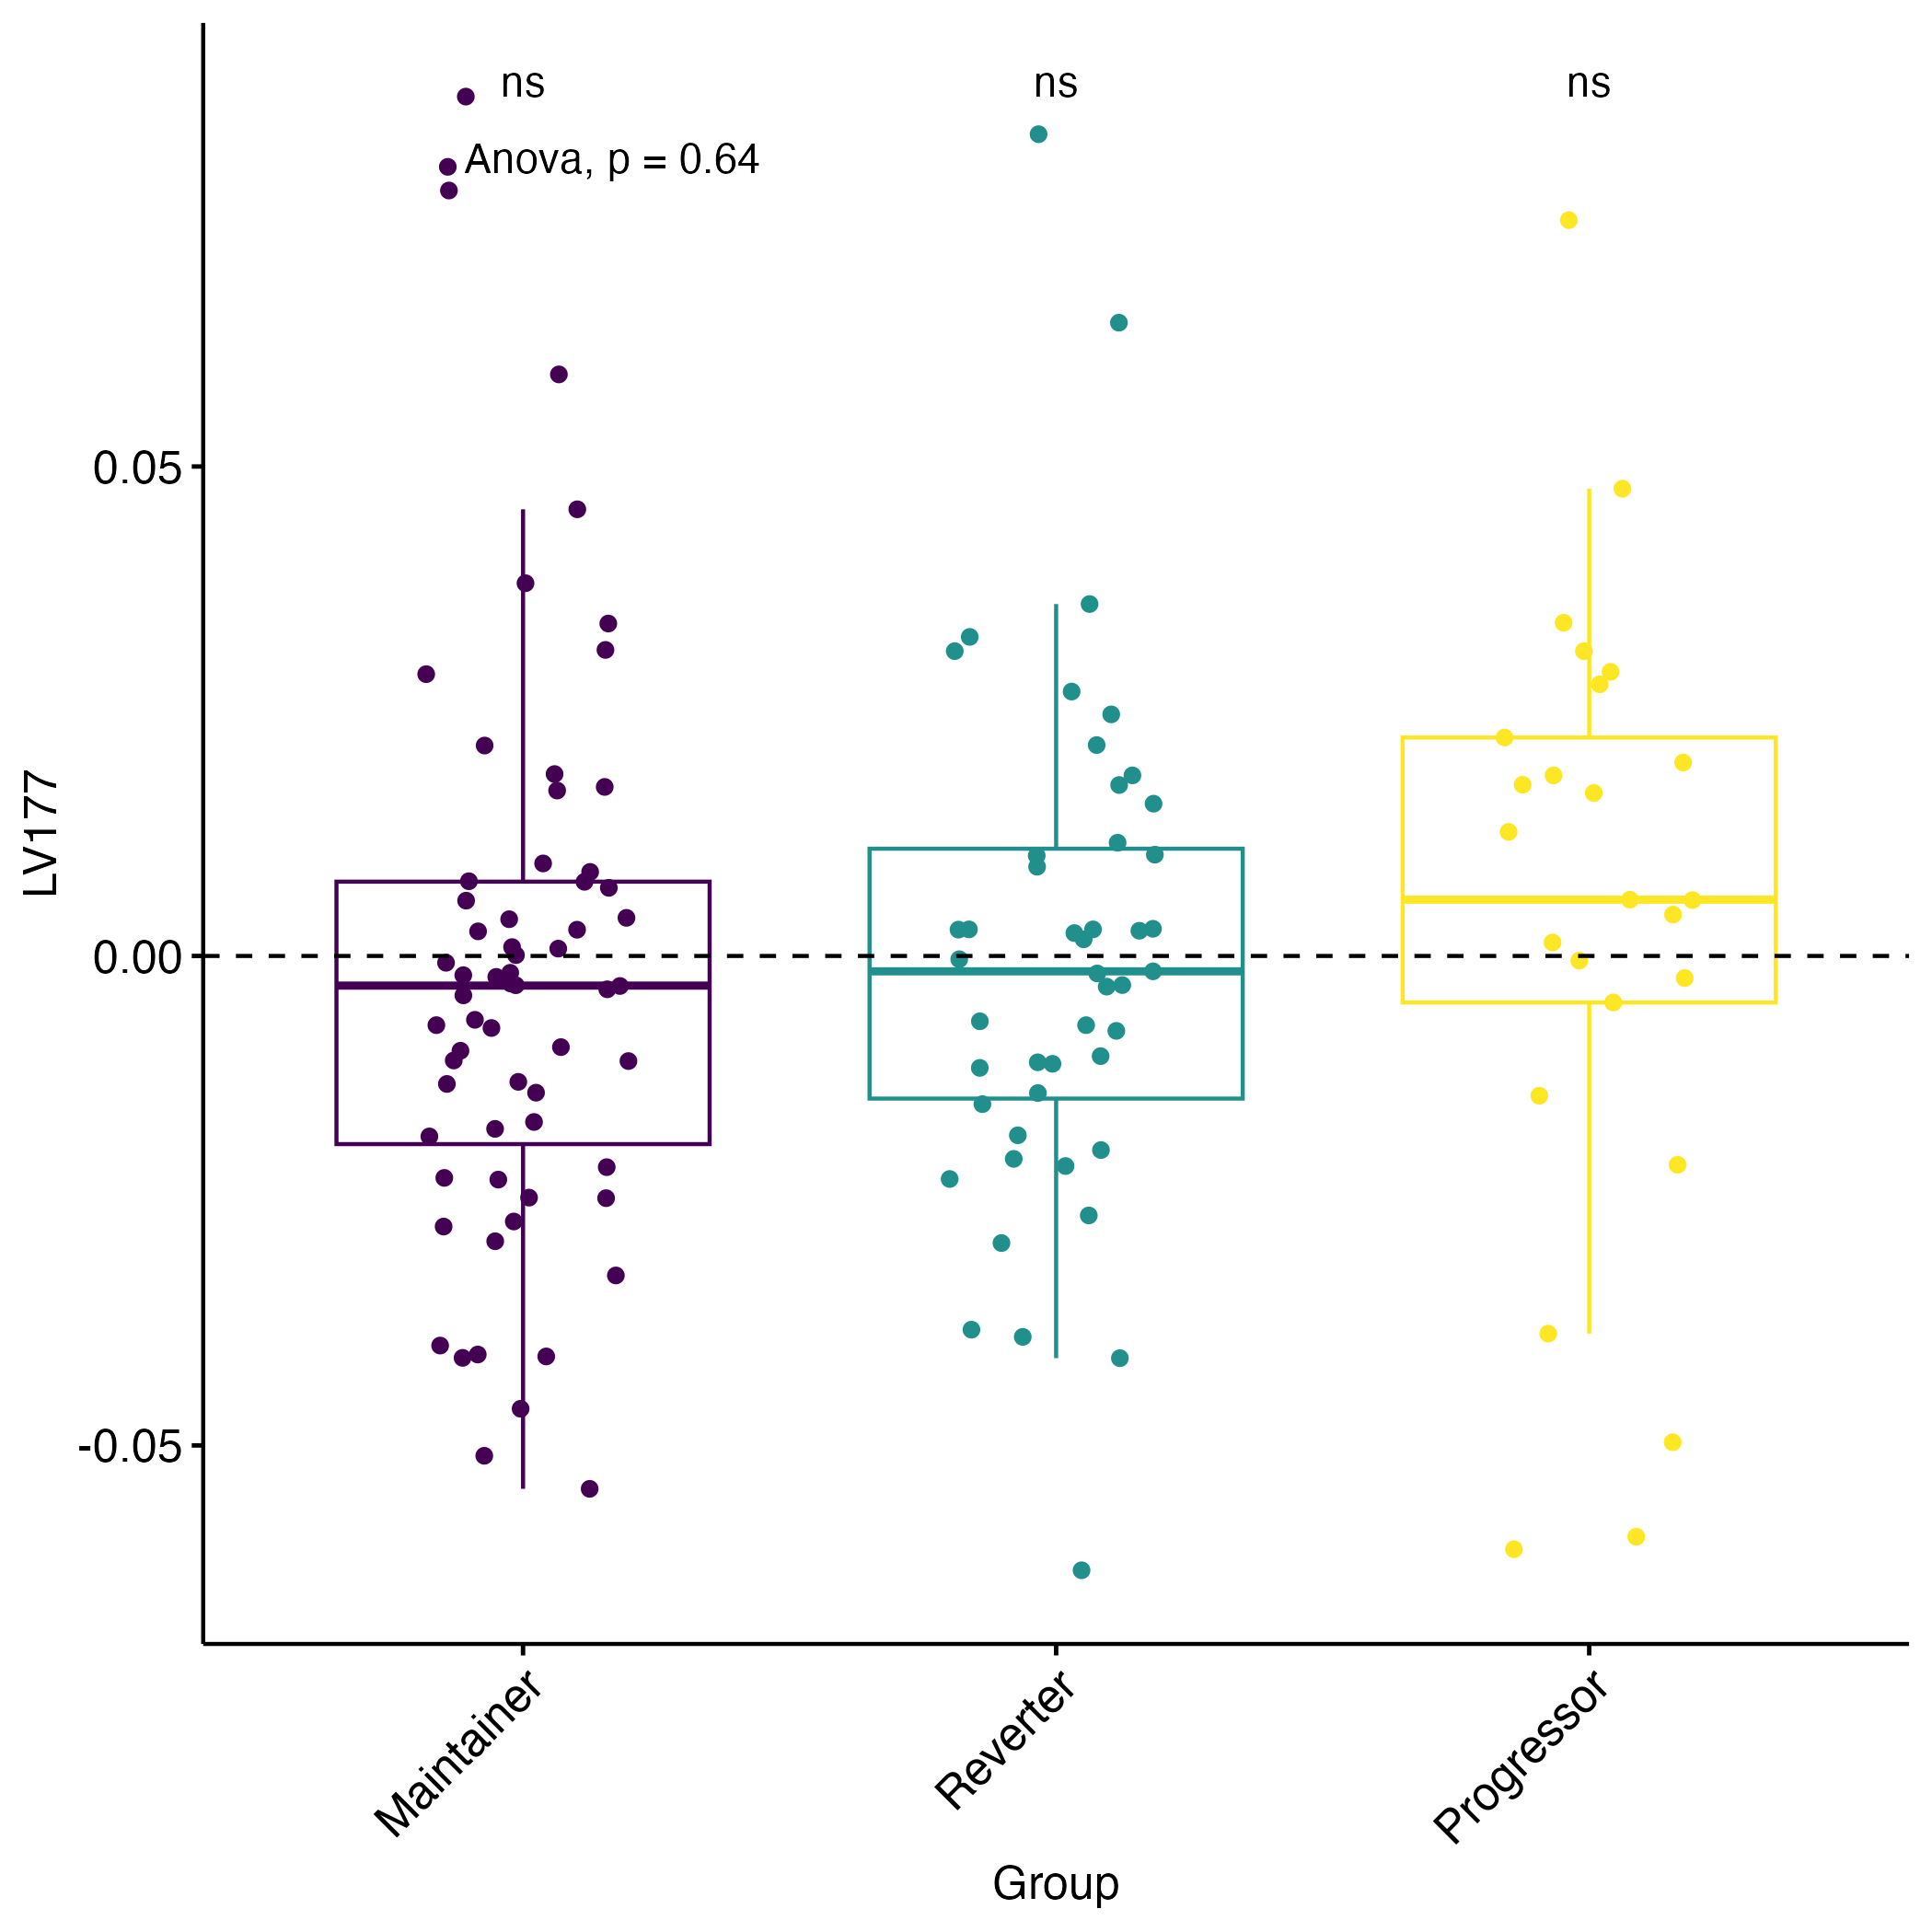 ns ns ns
Anova, p = 0.64
0.05
0.00
-0.05
LV177
Maintainer Reverter Progressor
Group